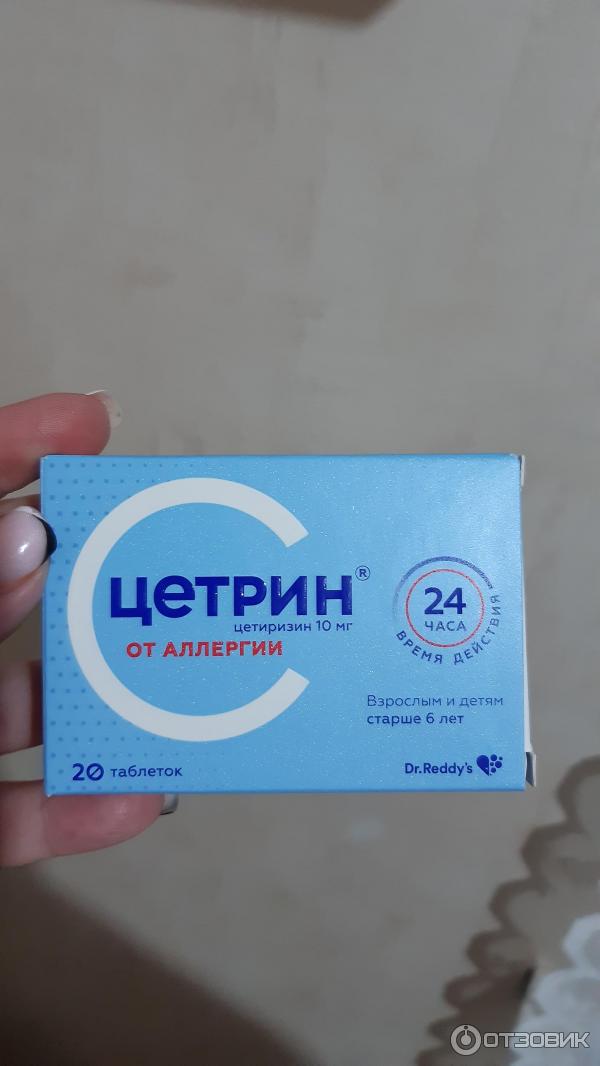 ЦЕТРИН®
цетиризин 10 мг
ОТ АЛЛЕРГИИ
24
ЧАСА
ВРЕМЯ ДЕЙСТВИЯ
Взрослым и детям
старше 6 лет
20 таблеток
Dr.Reddy's
ОТЗОВИК